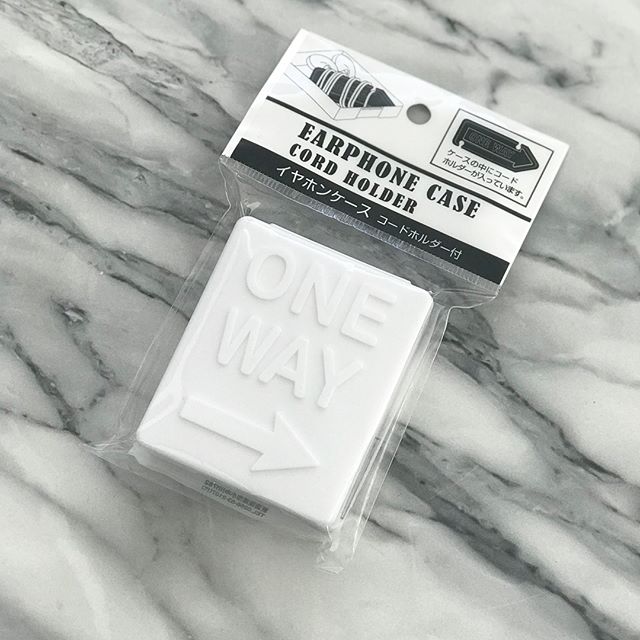 EARPHONE CASE
CORD HOLDER
イヤホンケース コードホルダー付
ケースの中にコード
ホルダーが入っています。
ONE
WAY